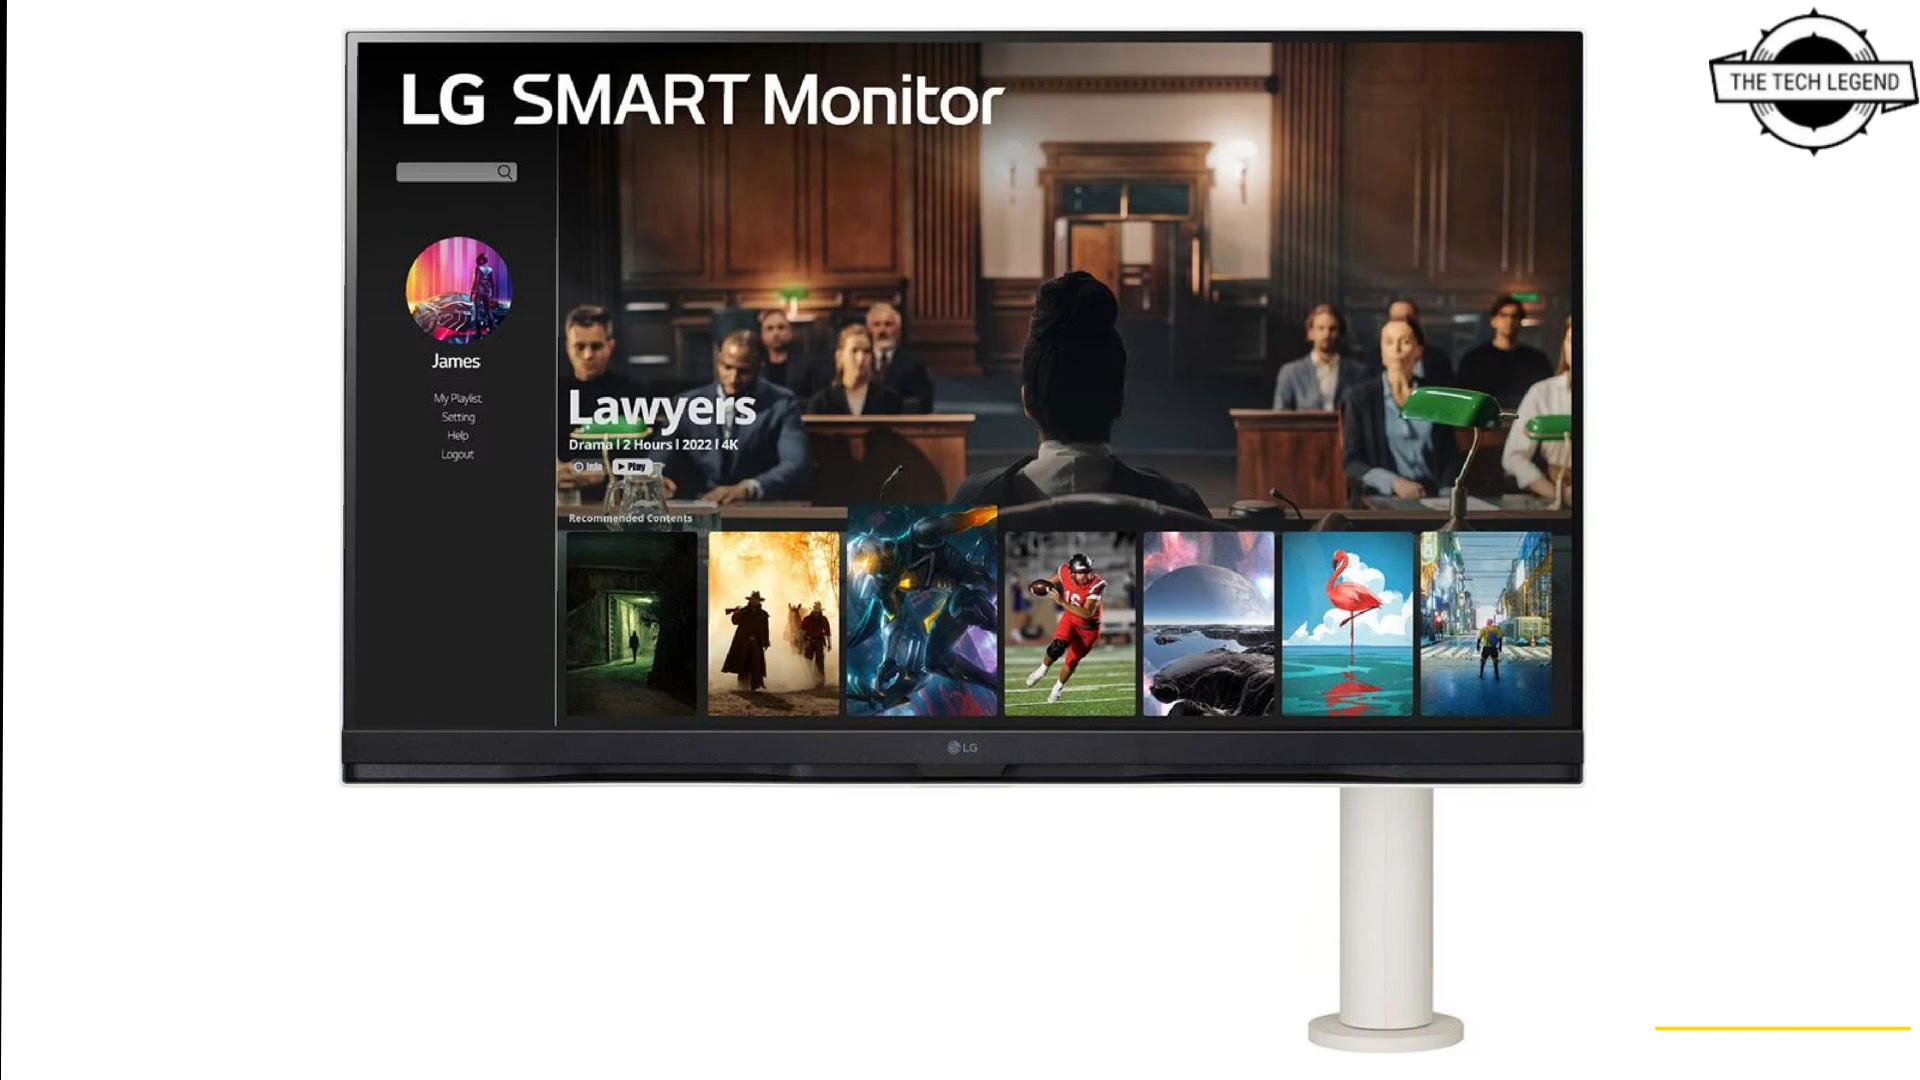 THE TECH LEGEND
LG SMART Monitor
James
My Playlist
Setting
Help
Logout
Lawyers
Drama | 2 Hours | 2022 | 4K
Info
Play
Recommended Contents
16
LG